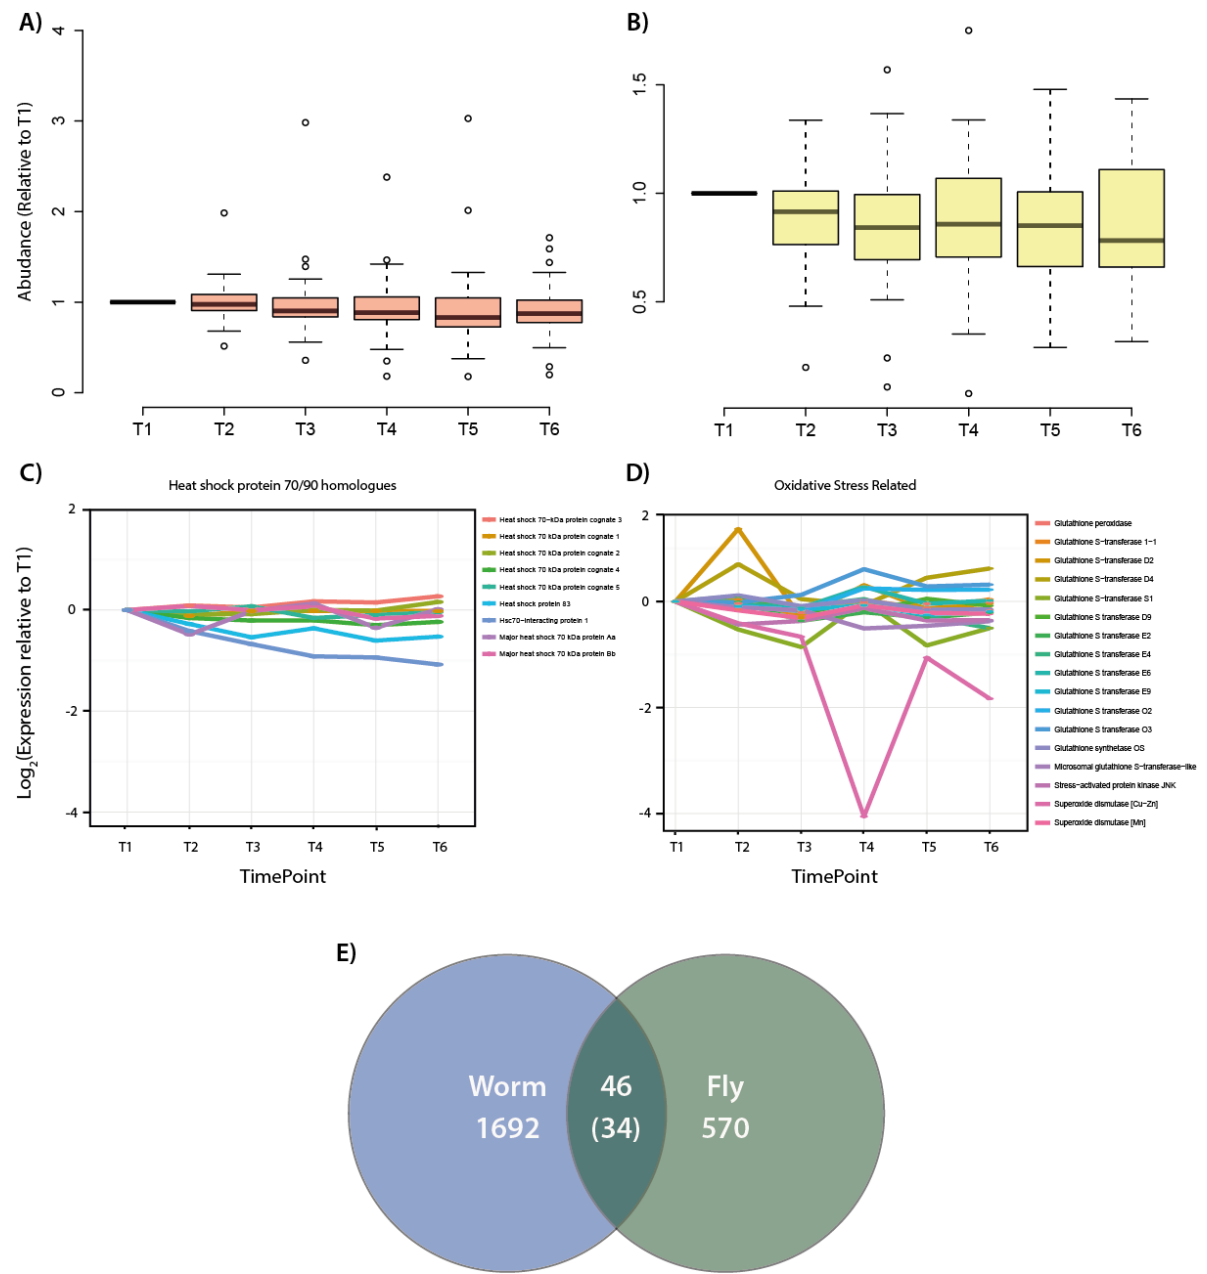 A)
4
3
2
1
0
Abudance (Relative to T1)
T1 T2 T3 T4 T5 T6
B)
1.5
1.0
0.5
T1 T2 T3 T4 T5 T6
C)
Heat shock protein 70/90 homologues
2
0
-2
-4
Log2(Expression relative to T1)
T1 T2 T3 T4 T5 T6
TimePoint
Heat shock 70-kDa protein cognate 3
Heat shock 70 kDa protein cognate 1
Heat shock 70 kDa protein cognate 2
Heat shock 70 kDa protein cognate 4
Heat shock 70 kDa protein cognate 5
Heat shock protein 83
Hsc70-interacting protein 1
Major heat shock 70 kDa protein Aa
Major heat shock 70 kDa protein Bb
D)
Oxidative Stress Related
2
0
-2
-4
T1 T2 T3 T4 T5 T6
TimePoint
Glutathione peroxidase
Glutathione S-transferase 1-1
Glutathione S-transferase D2
Glutathione S-transferase D4
Glutathione S-transferase S1
Glutathione S transferase D9
Glutathione S transferase E2
Glutathione S transferase E4
Glutathione S transferase E6
Glutathione S transferase E9
Glutathione S transferase O2
Glutathione S transferase O3
Glutathione synthetase OS
Microsomal glutathione S-transferase-like
Stress-activated protein kinase JNK
Superoxide dismutase [Cu-Zn]
Superoxide dismutase [Mn]
E)
Worm 46 Fly
1692 (34) 570